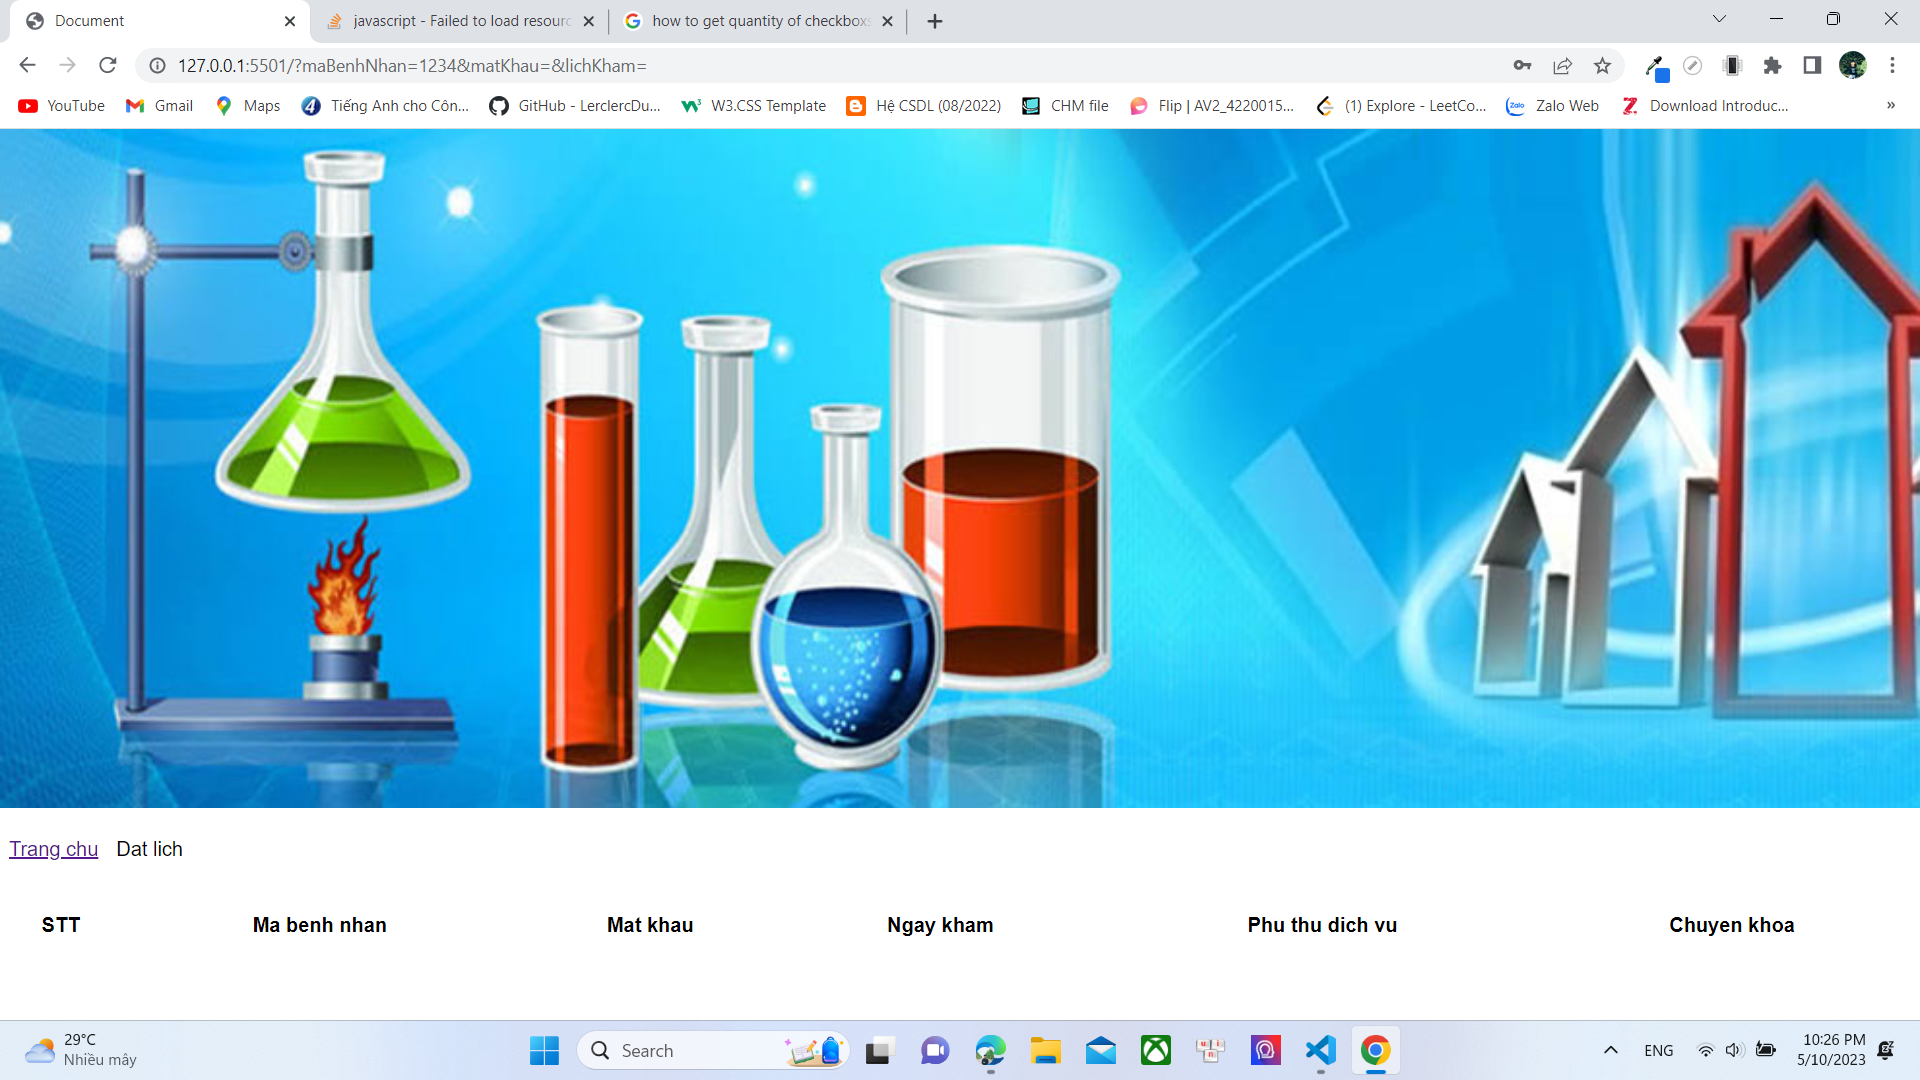 Document
javascript - Failed to load resourc
how to get quantity of checkboxs
127.0.0.1:5501/?maBenhNhan=1234&matKhau=&lichKham=
YouTube
Gmail
Maps
Tiếng Anh cho Côn...
GitHub - LerclercDu...
W3.CSS Template
Hệ CSDL (08/2022)
CHM file
Flip | AV2_4220015...
(1) Explore - LeetCo...
Zalo Web
Download Introduc...
»
Trang chu Dat lich
STT Ma benh nhan Mat khau Ngay kham Phu thu dich vu Chuyen khoa
29°C
Nhiều mây
Search
ENG
10:26 PM
5/10/2023